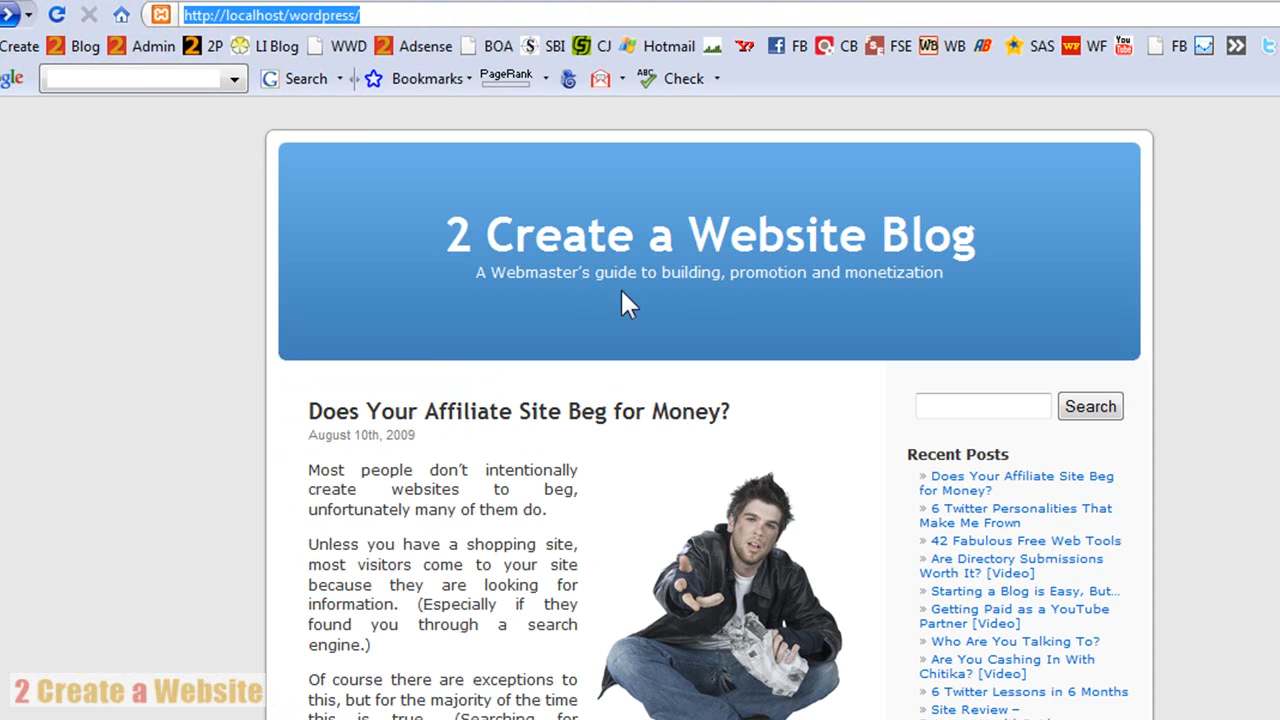 http://localhost/wordpress/
Create Blog Admin 2P LI Blog WWD Adsense BOA SBI CJ Hotmail FB CB FSE WB SAS WF You Tube FB
gle Search Bookmarks PageRank Check
2 Create a Website Blog
A Webmaster's guide to building, promotion and monetization
Does Your Affiliate Site Beg for Money?
August 10th, 2009
Most people don't intentionally
create websites to beg,
unfortunately many of them do.
Unless you have a shopping site,
most visitors come to your site
because they are looking for
information. (Especially if they
found you through a search
engine.)
Of course there are exceptions to
this, but for the majority of the time
this is true. (Searching for
Search
Recent Posts
» Does Your Affiliate Site Beg
for Money?
» 6 Twitter Personalities That
Make Me Frown
» 42 Fabulous Free Web Tools
» Are Directory Submissions
Worth It? [Video]
» Starting a Blog is Easy, But...
» Getting Paid as a YouTube
Partner [Video]
» Who Are You Talking To?
» Are You Cashing In With
Chitika? [Video]
» 6 Twitter Lessons in 6 Months
» Site Review –
2 Create a Website